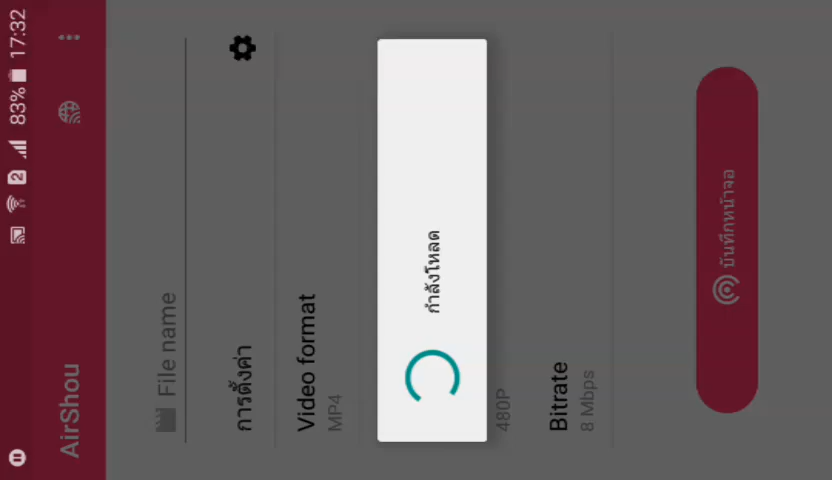 83% 17:32
2
AirShou
File name
การตั้งค่า
Video format
MP4
กำลังโหลด
480P
Bitrate
8 Mbps
บันทึกหน้าจอ